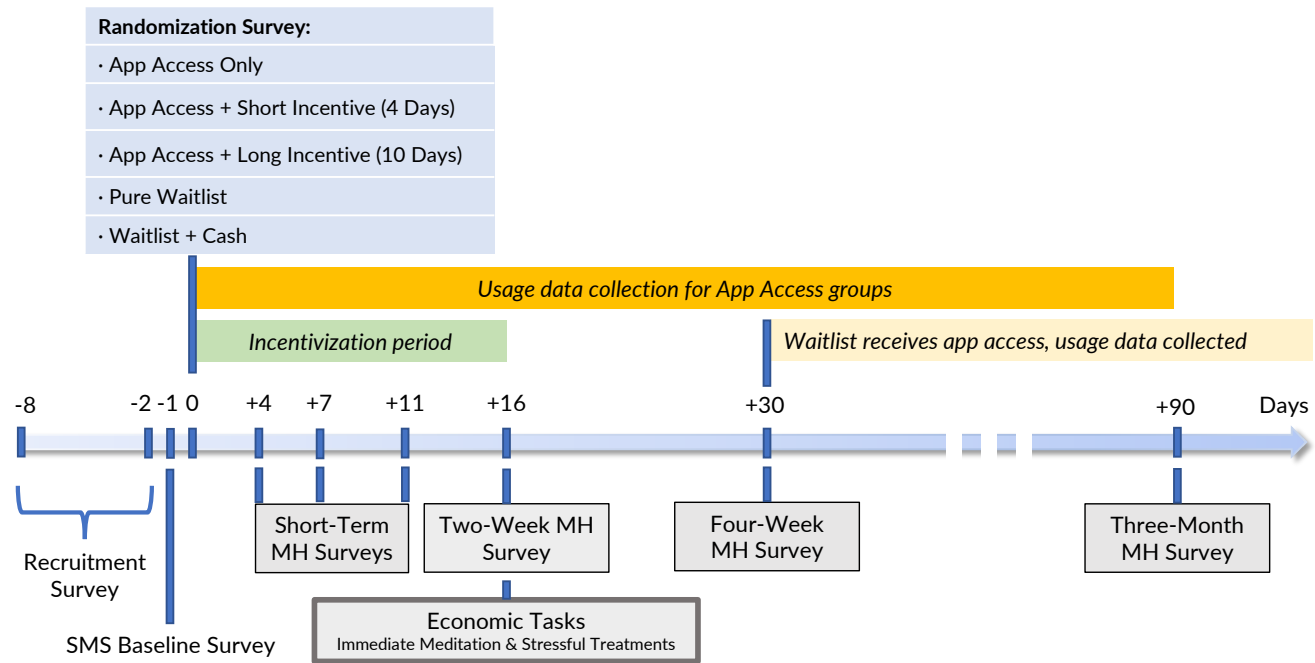 Randomization Survey:
· App Access Only
· App Access + Short Incentive (4 Days)
· App Access + Long Incentive (10 Days)
· Pure Waitlist
· Waitlist + Cash
Usage data collection for App Access groups
Incentivization period
Waitlist receives app access, usage data collected
-8 -2 -1 0 +4 +7 +11 +16 +30 +90 Days
Short-Term
MH Surveys
Two-Week MH
Survey
Four-Week
MH Survey
Three-Month
MH Survey
Recruitment
Survey
SMS Baseline Survey
Economic Tasks
Immediate Meditation & Stressful Treatments